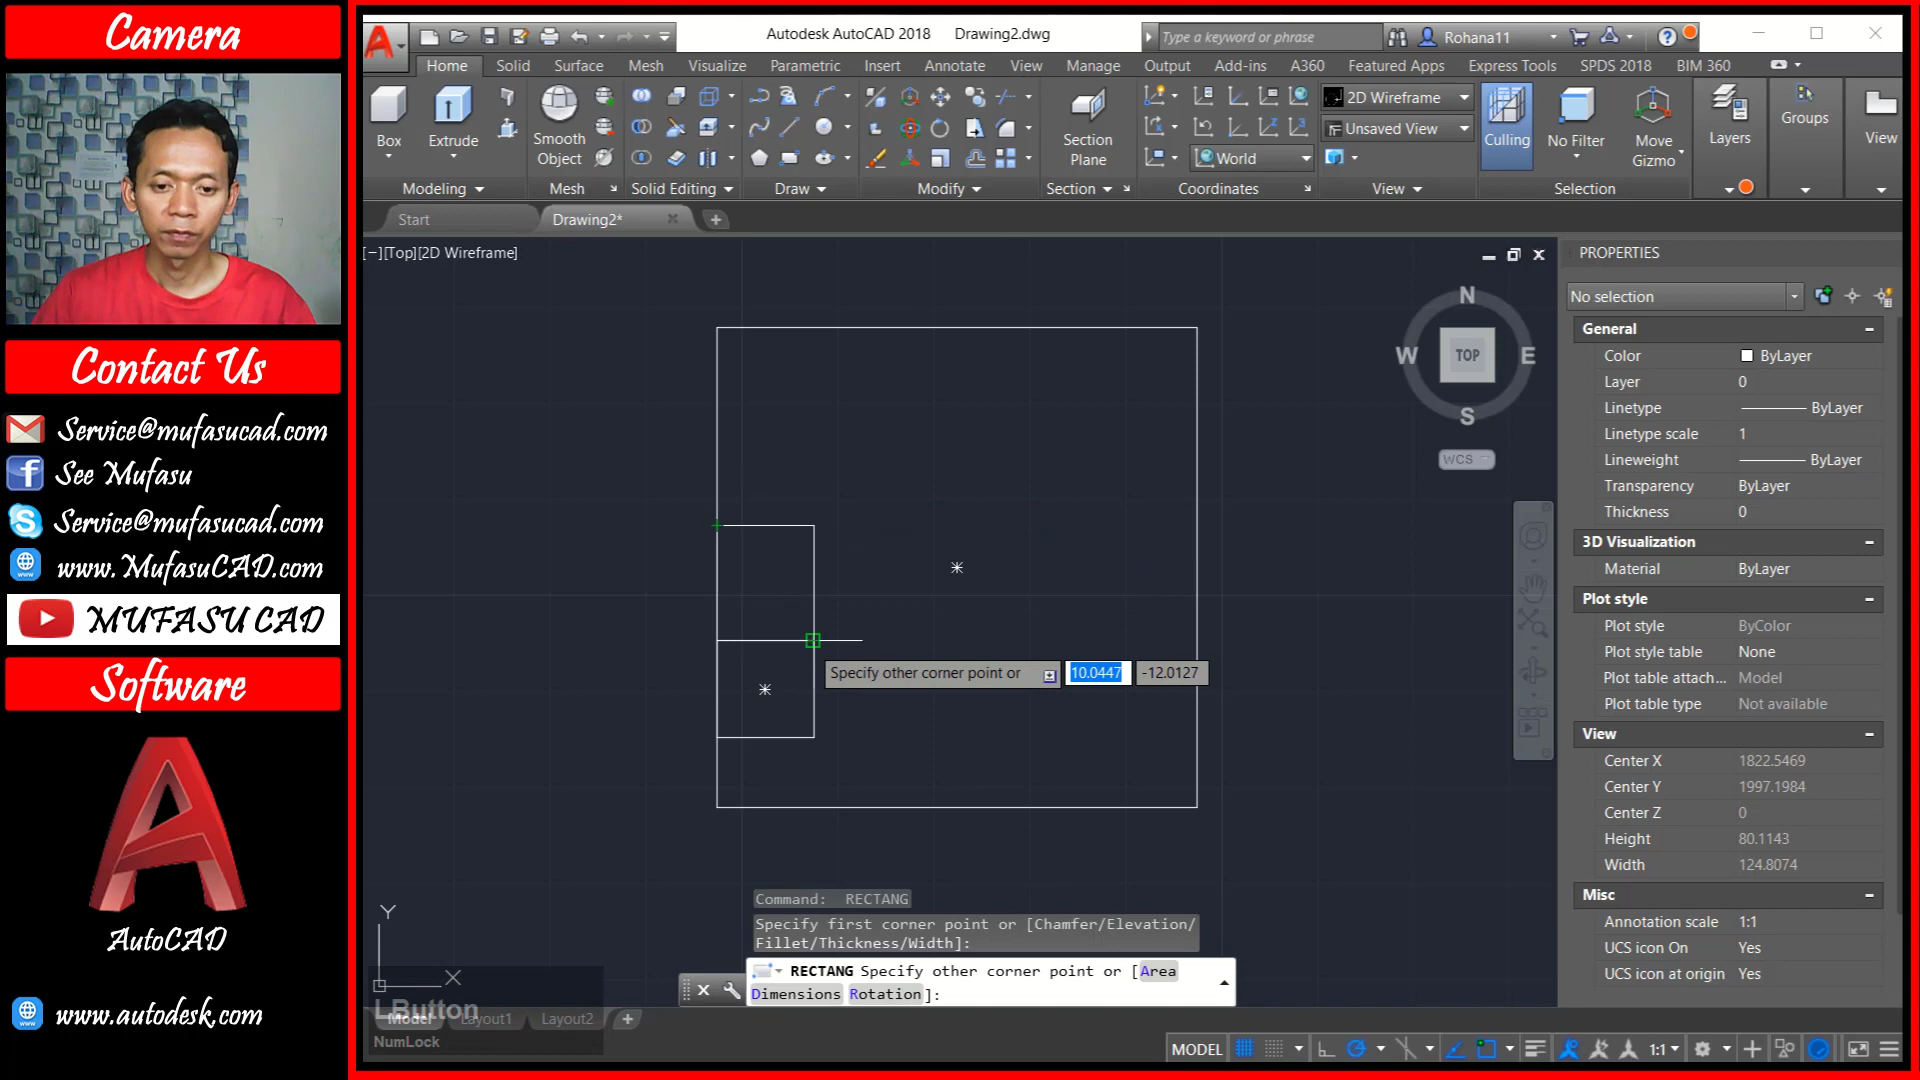 Camera
Contact Us
Service@mufasucad.com
See Mufasu
Service@mufasucad.com
www.MufasuCAD.com
MUFASU CAD
Software
AutoCAD
www.autodesk.com
Autodesk AutoCAD 2018 Drawing2.dwg
Type a keyword or phrase
Rohana11
Home Solid Surface Mesh Visualize Parametric Insert Annotate View Manage Output Add-ins A360 Featured Apps Express Tools SPDS 2018 BIM 360
Box
Extrude
Smooth
Object
Section
Plane
2D Wireframe
Unsaved View
World
Culling
No Filter
Move
Gizmo
Layers
Groups
View
Modeling Mesh Solid Editing Draw Modify Section Coordinates View Selection
Start
Drawing2*
[−][Top][2D Wireframe]
N
W
TOP
E
S
WCS
Specify other corner point or
10.0447
-12.0127
Command: RECTANG
Specify first corner point or [Chamfer/Elevation/
Fillet/Thickness/Width]:
RECTANG Specify other corner point or [Area
Dimensions Rotation]:
Y
X
LButton
NumLock
Model Layout1 Layout2
MODEL
1:1
PROPERTIES
No selection
General
Color ByLayer
Layer 0
Linetype ByLayer
Linetype scale 1
Lineweight ByLayer
Transparency ByLayer
Thickness 0
3D Visualization
Material ByLayer
Plot style
Plot style ByColor
Plot style table None
Plot table attach... Model
Plot table type Not available
View
Center X 1822.5469
Center Y 1997.1984
Center Z 0
Height 80.1143
Width 124.8074
Misc
Annotation scale 1:1
UCS icon On Yes
UCS icon at origin Yes